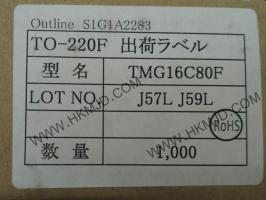 Outline S1G1A2283
TO-220F 出荷ラベル
型名 TMG16C80F
LOT NO. J57L J59L
RoHS
数量 1,000
WWW.HKMJD.COM
WWW.HKMJD.COM